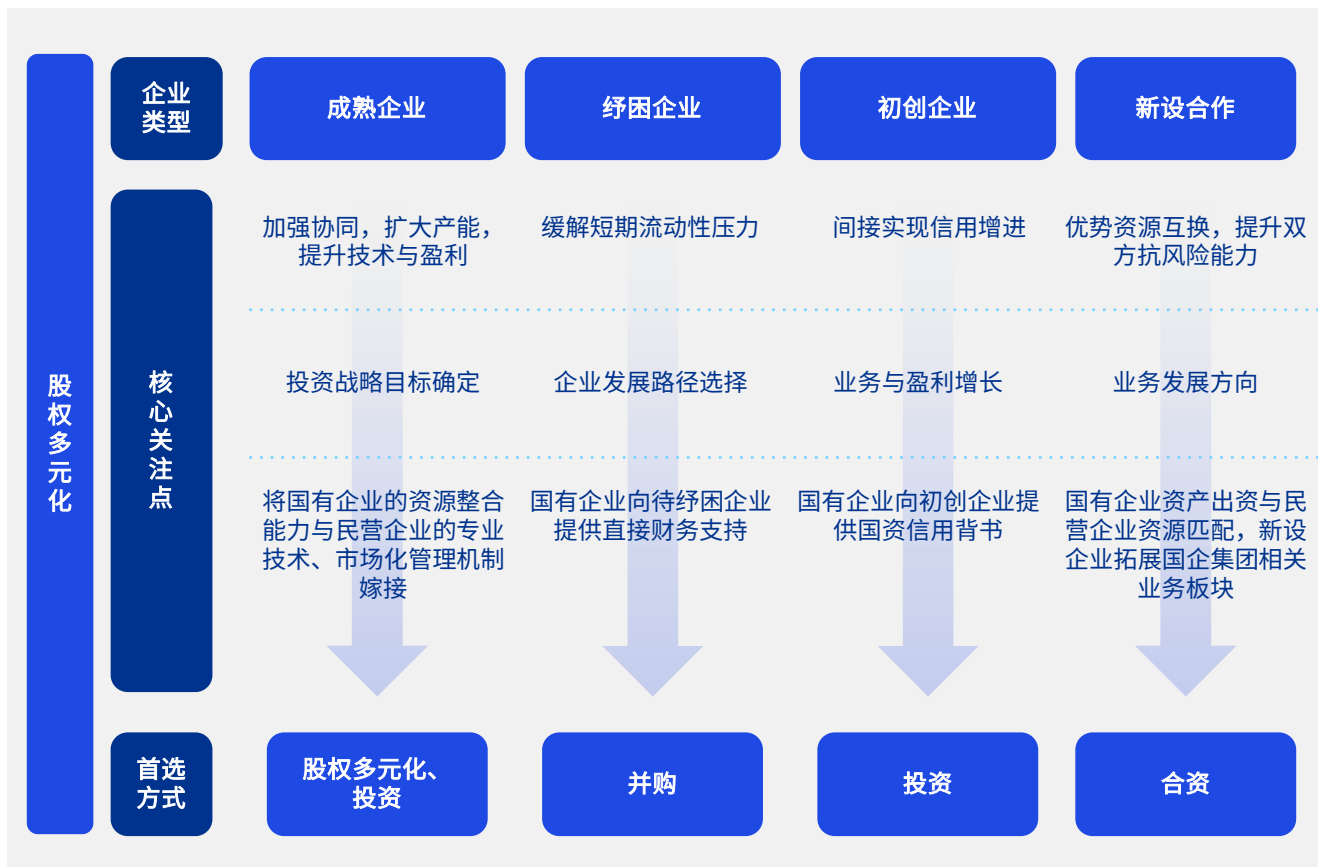 股权多元化
企业
类型
成熟企业
纾困企业
初创企业
新设合作
核心关注点
加强协同，扩大产能，
提升技术与盈利
缓解短期流动性压力
间接实现信用增进
优势资源互换，提升双
方抗风险能力
投资战略目标确定
企业发展路径选择
业务与盈利增长
业务发展方向
将国有企业的资源整合
能力与民营企业的专业
技术、市场化管理机制
嫁接
国有企业向待纾困企业
提供直接财务支持
国有企业向初创企业提
供国资信用背书
国有企业资产出资与民
营企业资源匹配，新设
企业拓展国企集团相关
业务板块
首选
方式
股权多元化、
投资
并购
投资
合资